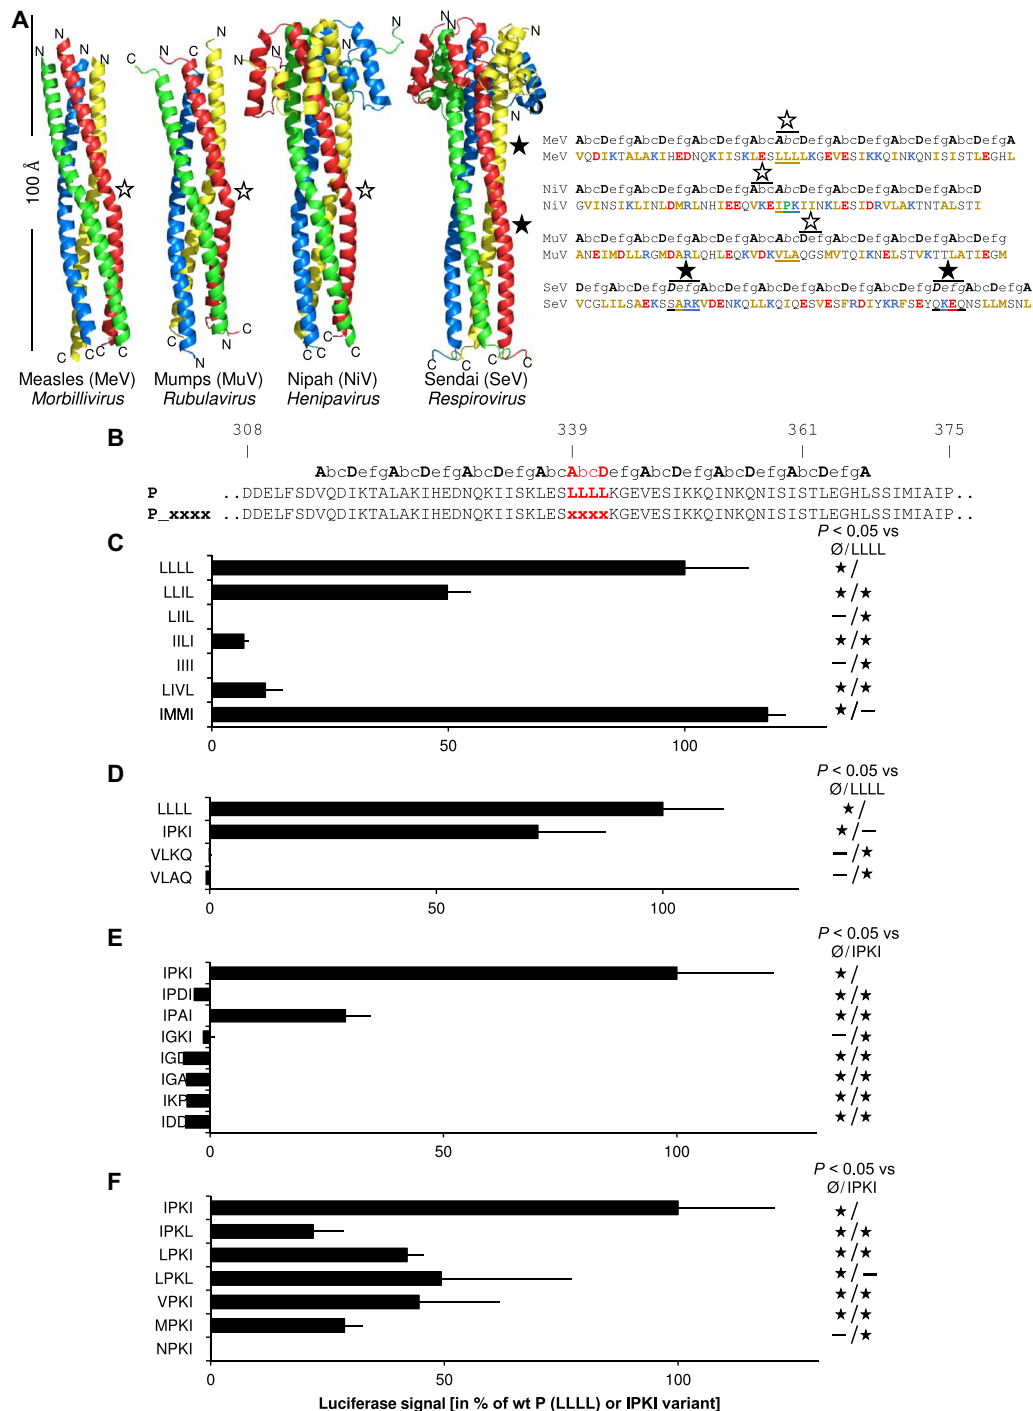 A
100 Å
N N N N C N N N N N N N N N N
C C C C C N C C C C C C C C C
Measles (MeV)
Morbillivirus
Mumps (MuV)
Rubulavirus
Nipah (NiV)
Henipavirus
Sendai (SeV)
Respirovirus
MeV AbcDefgAbcDefgAbcDefgAbcAbcDefgAbcDefgAbcDefgAbcDefgA
MeV VQDIKTALAKIHEDNQKIISKLESLLLLKGEVESIKKQINKQNISISTLEGHL
NiV AbcDefgAbcDefgAbcDefgAbcAbcDefgAbcDefgAbcDefgAbcD
NiV GVINSIKLINLDMRLNHIEEQVKEIPKIINKLESIDRVLAKTNTALSTI
MuV AbcDefgAbcDefgAbcDefgAbcAbcDefgAbcDefgAbcDefgAbcDefg
MuV ANEIMDLLRGMDARLQHLEQKVDKVLAQGSMVTQIKNELSTVKTTLATIEGM
SeV DefgAbcDefgAbcDefgAbcDefgAbcDefgAbcDefgAbcDefgAbcDefgA
SeV VCGLILSAEKSSARKVDENKQLLKQIQESVESFRDIYKRFSEYQKEQNSLLMSNL
B
308 339 361 375
AbcDefgAbcDefgAbcDefgAbcAbcDefgAbcDefgAbcDefgAbcDefgA
P ..DDELFSDVQDIKTALAKIHEDNQKIISKLESLLLLKGEVESIKKQINKQNISISTLEGHLSSIMIAIP..
P_xxxx ..DDELFSDVQDIKTALAKIHEDNQKIISKLESxxxxKGEVESIKKQINKQNISISTLEGHLSSIMIAIP..
C
P < 0.05 vs
Ø/LLLL
LLLL /
LLIL /
LIIL – /
IILI /
IIII – /
LIVL /
IMMI / –
0 50 100
D
P < 0.05 vs
Ø/LLLL
LLLL /
IPKI / –
VLKQ – /
VLAQ – /
0 50 100
E
P < 0.05 vs
Ø/IPKI
IPKI /
IPDI /
IPAI /
IGKI – /
IGD /
IGA /
IKP /
IDD /
0 50 100
F
P < 0.05 vs
Ø/IPKI
IPKI /
IPKL /
LPKI /
LPKL / –
VPKI /
MPKI /
NPKI – /
0 50 100
Luciferase signal [in % of wt P (LLLL) or IPKI variant]